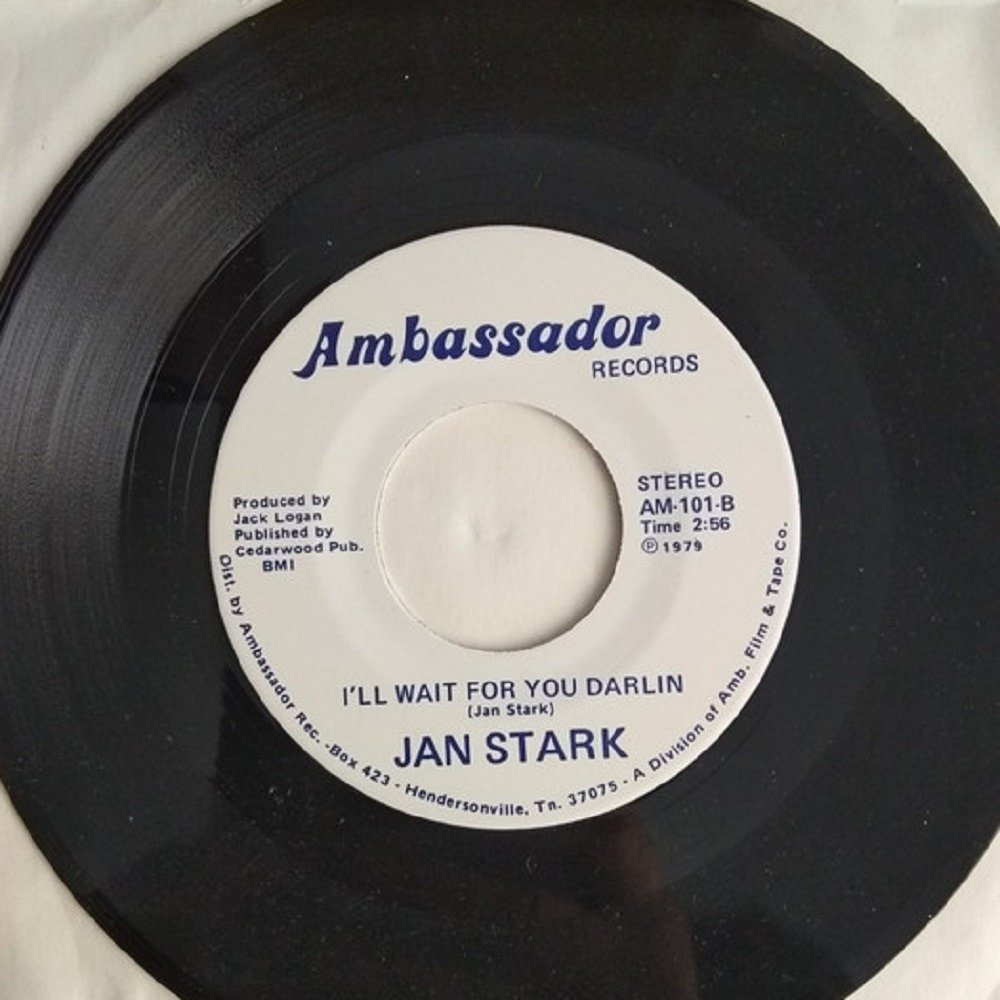 Ambassador
RECORDS
Produced by
Jack Logan
Published by
Cedarwood Pub.
BMI
STEREO
AM-101-B
Time 2:56
℗ 1979
I'LL WAIT FOR YOU DARLIN
(Jan Stark)
JAN STARK
Dist. by Ambassador Rec. -Box 423 - Hendersonville, Tn. 37075 - A Division of Amb. Film & Tape Co.